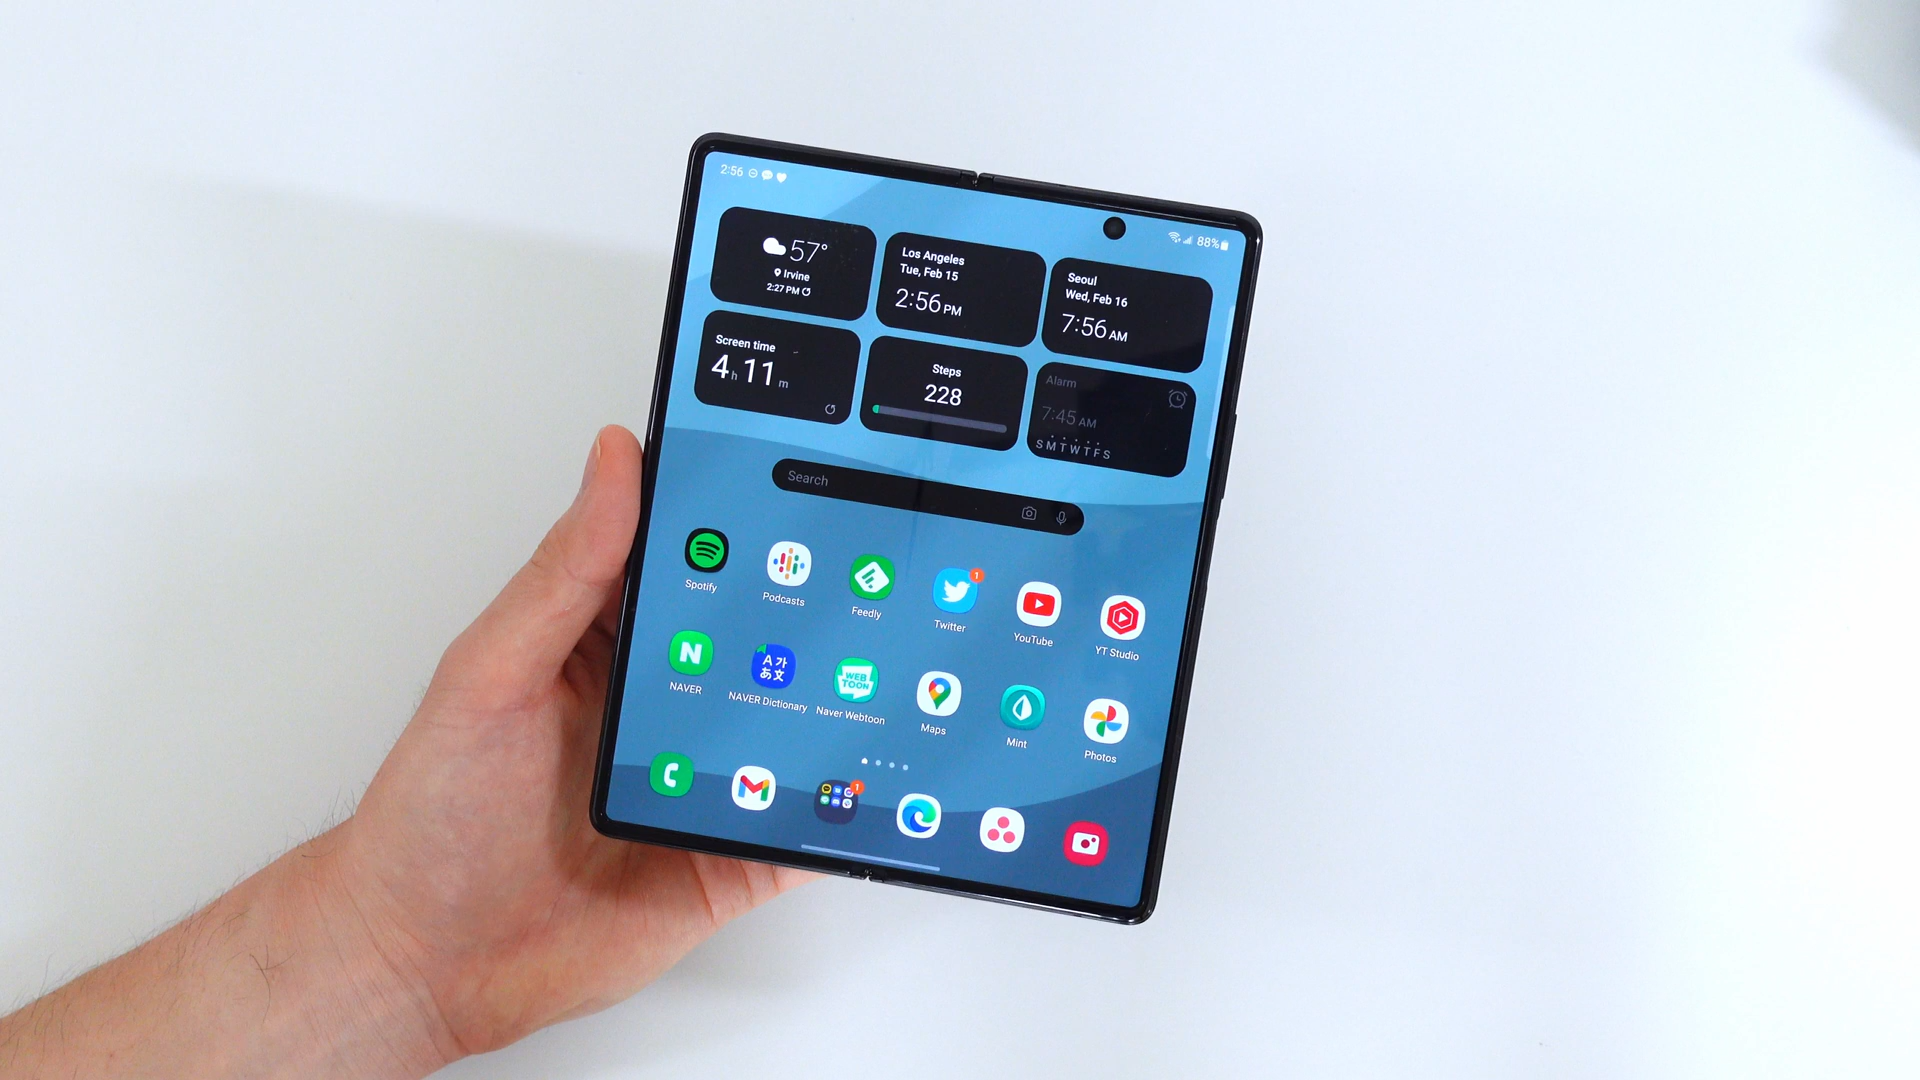 2:56
88%
57°
Irvine
2:27 PM
Los Angeles
Tue, Feb 15
2:56 PM
Seoul
Wed, Feb 16
7:56 AM
Screen time
4h 11m
Steps
228
Alarm
7:45 AM
S M T W T F S
Search
Spotify
Podcasts
Feedly
1
Twitter
YouTube
YT Studio
N
NAVER
A 가
あ 文
NAVER Dictionary
WEB
TOON
Naver Webtoon
Maps
Mint
Photos
1